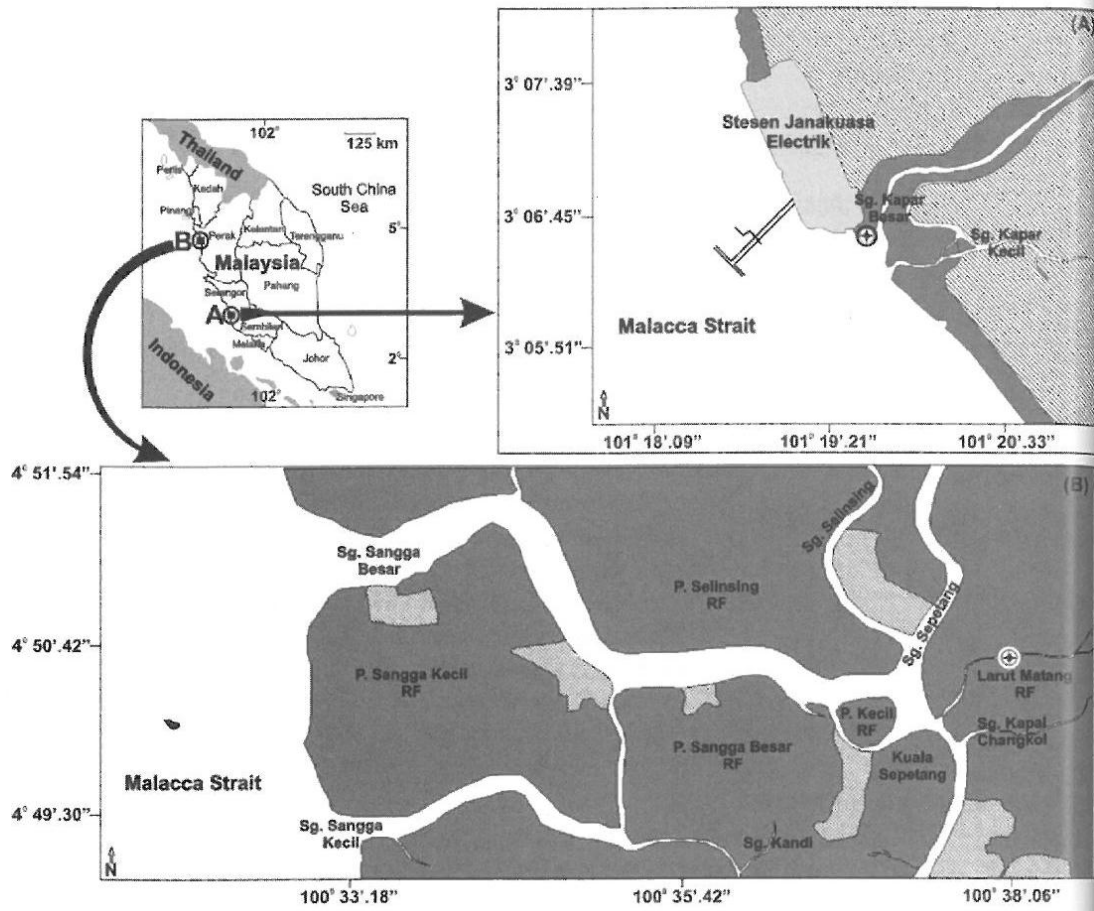 102°
125 km
Thailand
Perlis
Kedah
South China
Sea
Pinang
5°
B
Perak
Kelantan
Terengganu
Malaysia
Pahang
Selangor
A
Sembilan
Melaka
Johor
2°
Indonesia
102°
Singapore
(A)
3° 07'.39"
Stesen Janakuasa
Electrik
3° 06'.45"
Sg. Kapar
Besar
Sg. Kapar
Kecil
Malacca Strait
3° 05'.51"
N
101° 18.09"
101° 19.21"
101° 20.33"
4° 51'.54"
(B)
Sg. Selinsing
Sg. Sangga
Besar
P. Selinsing
RF
Sg. Sepetang
4° 50'.42"
P. Sangga Kecil
RF
Larut Matang
RF
P. Kecil
RF
Sg. Kapal
Changkol
P. Sangga Besar
RF
Kuala
Sepetang
Malacca Strait
4° 49'.30"
Sg. Sangga
Kecil
Sg. Kandi
N
100° 33'.18"
100° 35'.42"
100° 38'.06"